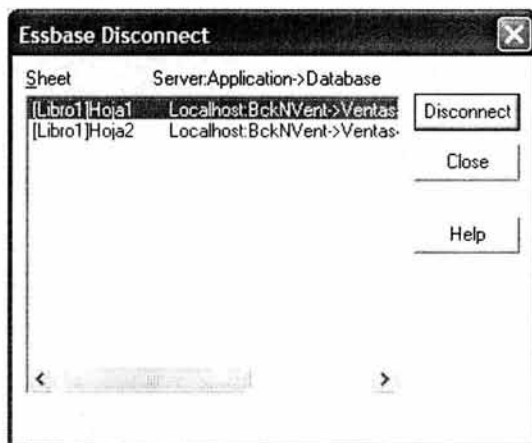 Essbase Disconnect
Sheet Server:Application->Database
[Libro1]Hoja1 Localhost:BckNVent->Ventas-
[Libro1]Hoja2 Localhost:BckNVent->Ventas-
Disconnect
Close
Help